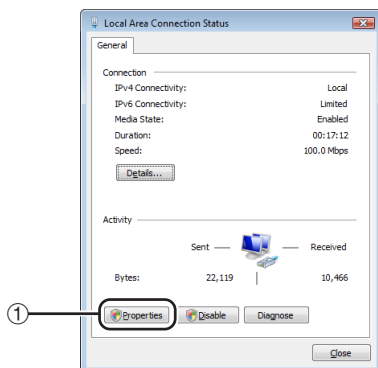 Local Area Connection Status
General
Connection
IPv4 Connectivity: Local
IPv6 Connectivity: Limited
Media State: Enabled
Duration: 00:17:12
Speed: 100.0 Mbps
Details...
Activity
Sent Received
Bytes: 22,119 10,466
① Properties Disable Diagnose
Close